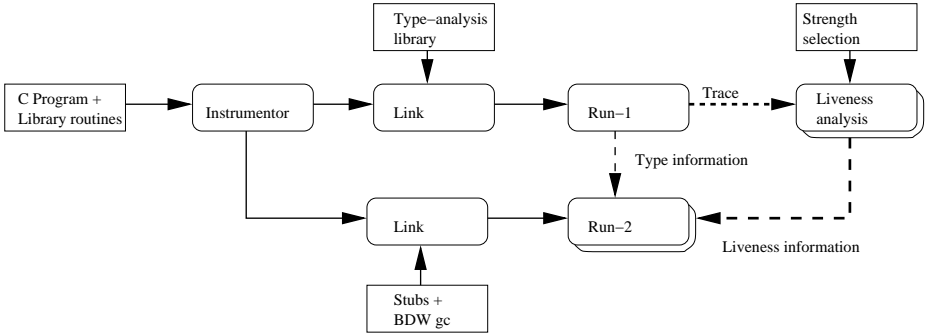 Type−analysis
library
Strength
selection
C Program +
Library routines
Instrumentor
Link
Run−1
Trace
Liveness
analysis
Type information
Link
Run−2
Liveness information
Stubs +
BDW gc